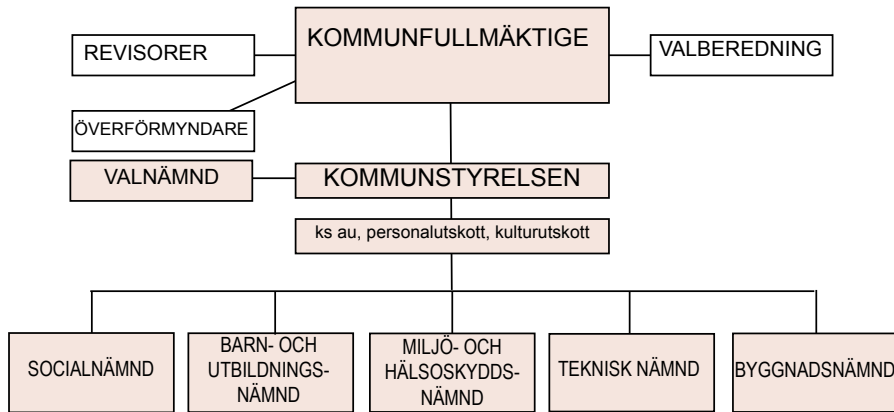 KOMMUNFULLMÄKTIGE
REVISORER
VALBEREDNING
ÖVERFÖRMYNDARE
VALNÄMND
KOMMUNSTYRELSEN
ks au, personalutskott, kulturutskott
SOCIALNÄMND
BARN- OCH
UTBILDNINGS-
NÄMND
MILJÖ- OCH
HÄLSOSKYDDS-
NÄMND
TEKNISK NÄMND
BYGGNADSNÄMND